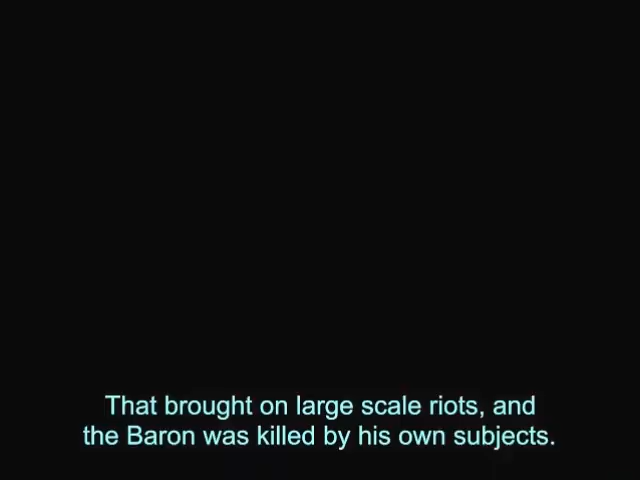 That brought on large scale riots, and
the Baron was killed by his own subjects.